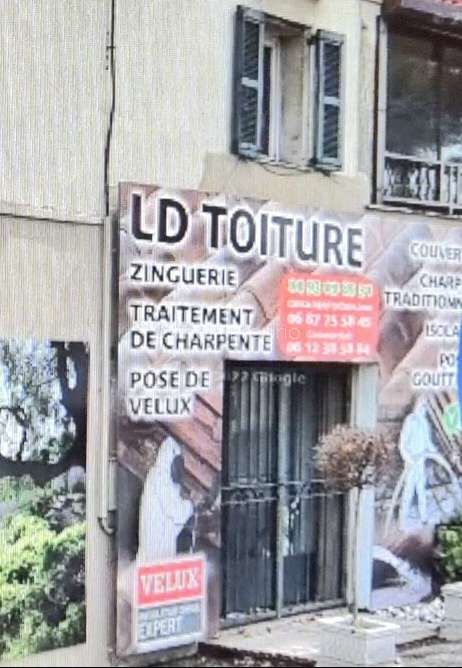 LD TOITURE
ZINGUERIE
TRAITEMENT
DE CHARPENTE
POSE DE
VELUX
06 67 75 58 45
06 12 38 58 84
COUVER
CHARP
TRADITIONN
ISOLA
PO
GOUTT
VELUX
EXPERT
Google